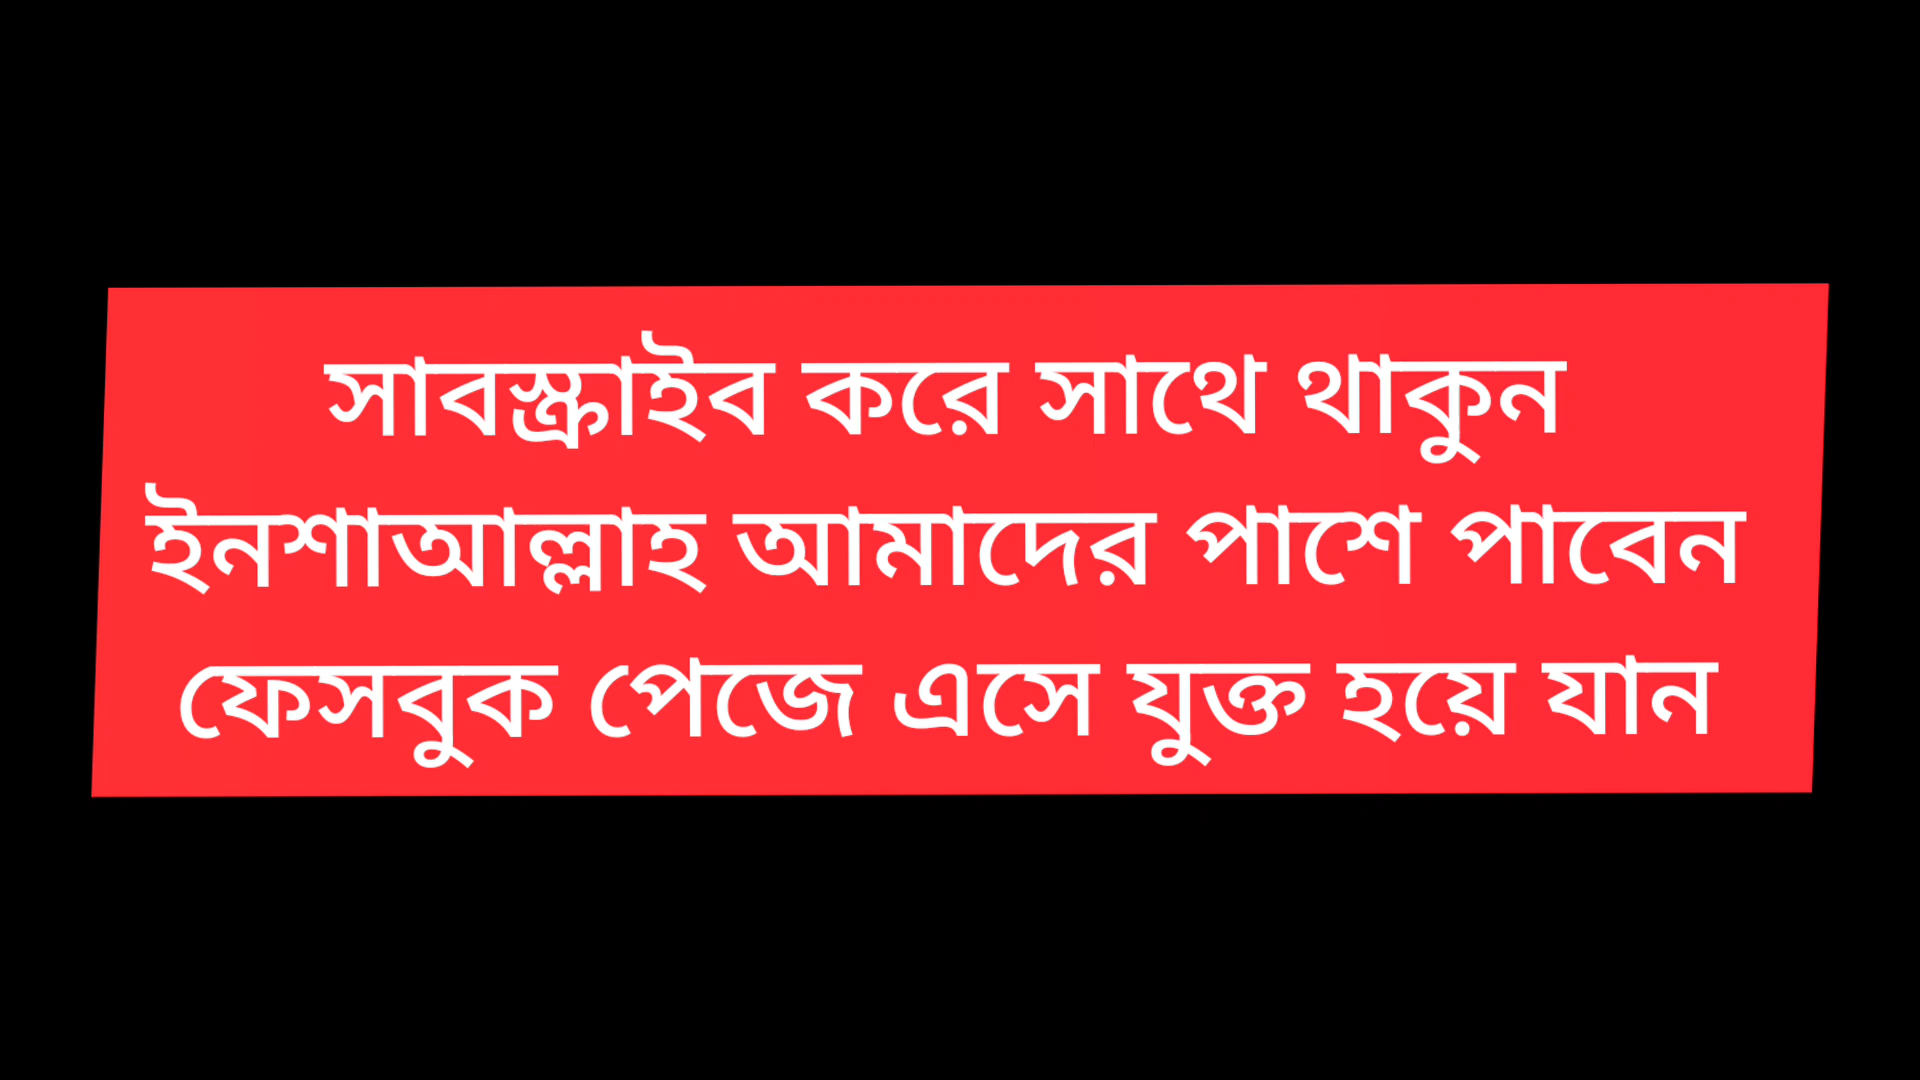 সাবস্ক্রাইব করে সাথে থাকুন
ইনশাআল্লাহ আমাদের পাশে পাবেন
ফেসবুক পেজে এসে যুক্ত হয়ে যান